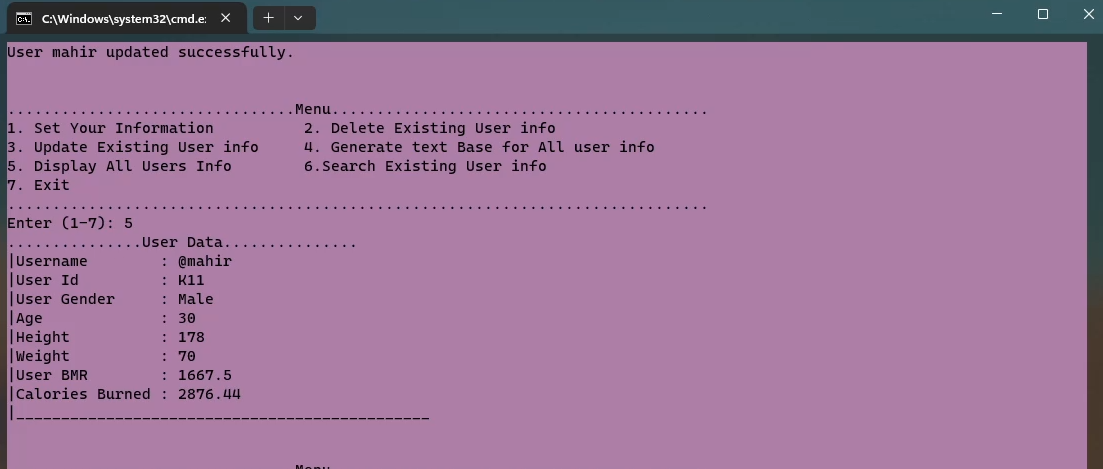 C:\Windows\system32\cmd.e
User mahir updated successfully.
................................Menu..........................................
1. Set Your Information          2. Delete Existing User info
3. Update Existing User info     4. Generate text Base for All user info
5. Display All Users Info        6.Search Existing User info
7. Exit
..............................................................................
Enter (1-7): 5
...............User Data...............
|Username        : @mahir
|User Id         : K11
|User Gender     : Male
|Age             : 30
|Height          : 178
|Weight          : 70
|User BMR        : 1667.5
|Calories Burned : 2876.44
|______________________________________________
Menu